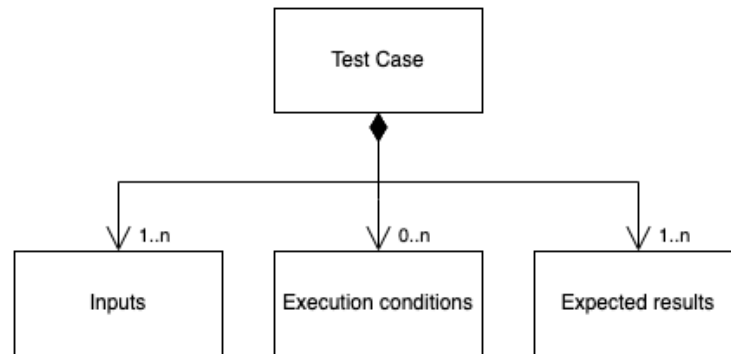 Test Case
1..n
0..n
1..n
Inputs
Execution conditions
Expected results